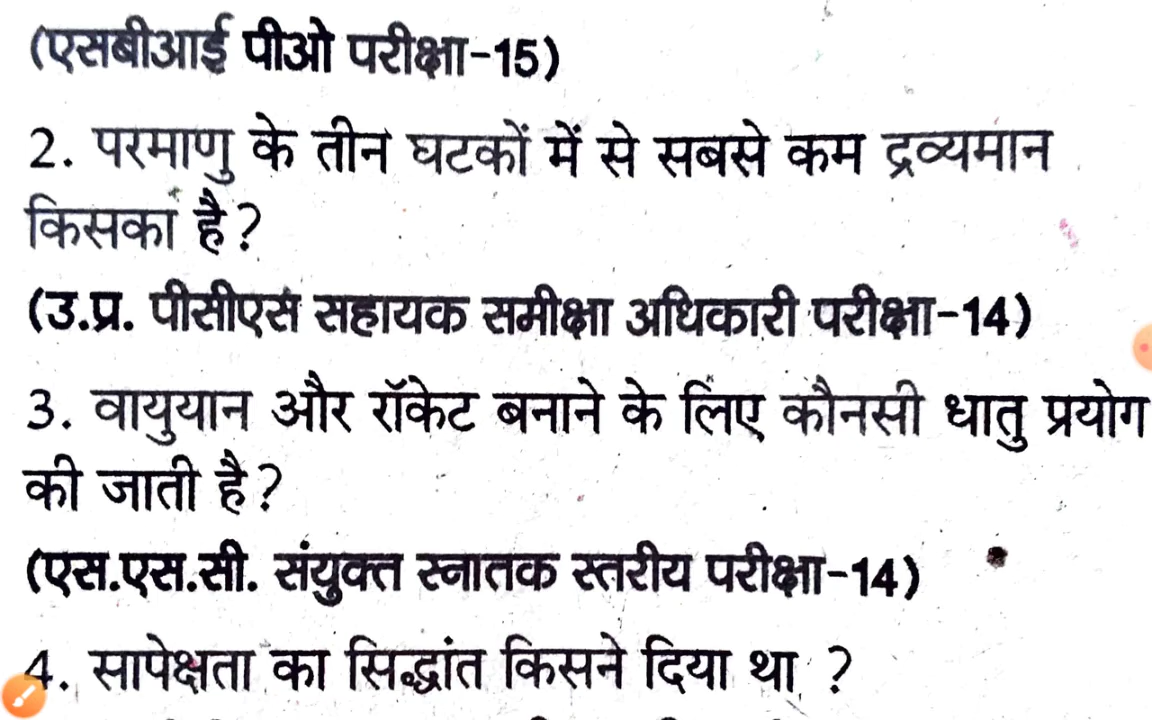 (एसबीआई पीओ परीक्षा-15)
2. परमाणु के तीन घटकों में से सबसे कम द्रव्यमान
किसका है?
(उ.प्र. पीसीएस सहायक समीक्षा अधिकारी परीक्षा-14)
3. वायुयान और रॉकेट बनाने के लिए कौनसी धातु प्रयोग
की जाती है?
(एस.एस.सी. संयुक्त स्नातक स्तरीय परीक्षा-14)
4. सापेक्षता का सिद्धांत किसने दिया था ?